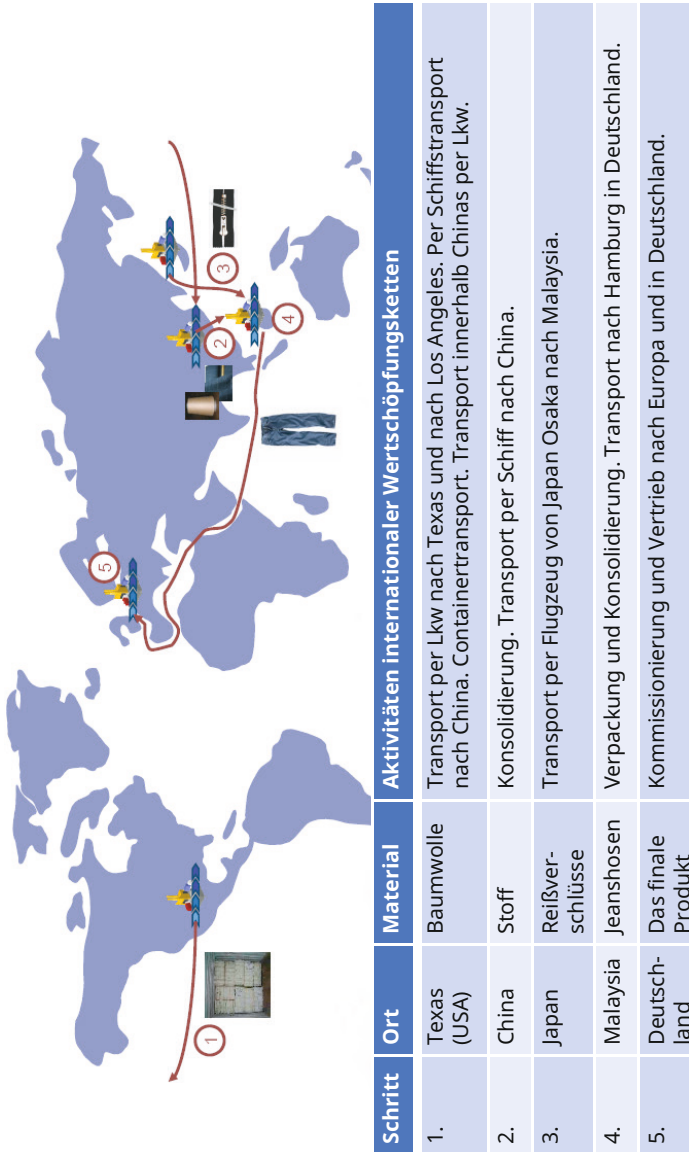 1
2
3
4
5
Schritt Ort Material Aktivitäten internationaler Wertschöpfungsketten
1. Texas (USA) Baumwolle Transport per Lkw nach Texas und nach Los Angeles. Per Schiffstransport
nach China. Containertransport. Transport innerhalb Chinas per Lkw.
2. China Stoff Konsolidierung. Transport per Schiff nach China.
3. Japan Reißver-
schlüsse Transport per Flugzeug von Japan Osaka nach Malaysia.
4. Malaysia Jeanshosen Verpackung und Konsolidierung. Transport nach Hamburg in Deutschland.
5. Deutsch-
land Das finale
Produkt Kommissionierung und Vertrieb nach Europa und in Deutschland.